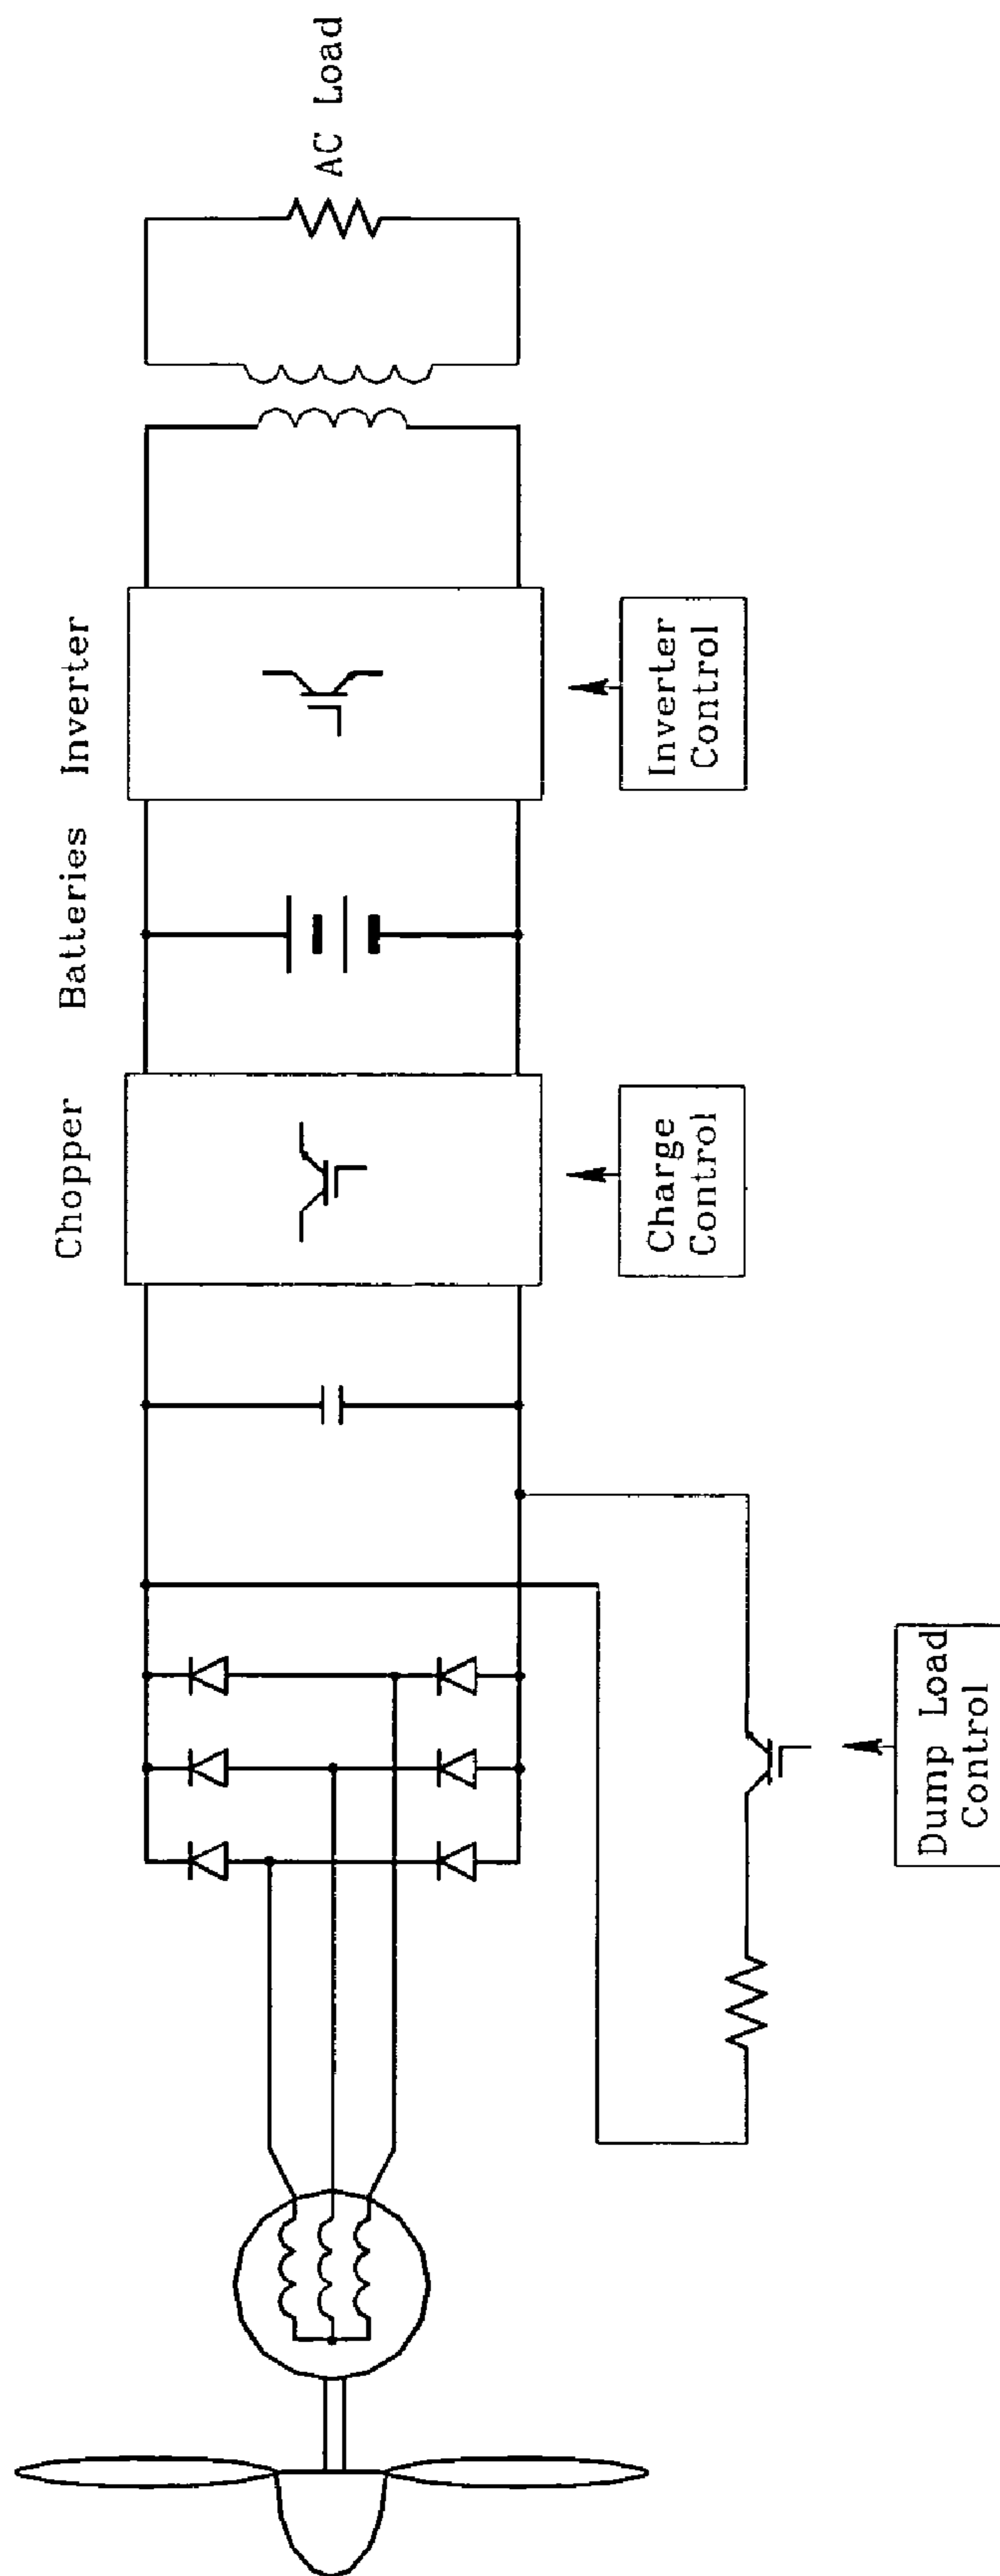 Chopper
Batteries
Inverter
AC Load
Charge
Control
Inverter
Control
Dump Load
Control